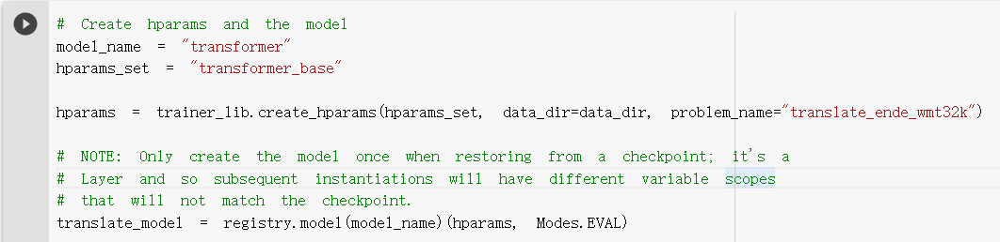 # Create hparams and the model
model_name = "transformer"
hparams_set = "transformer_base"
hparams = trainer_lib.create_hparams(hparams_set, data_dir=data_dir, problem_name="translate_ende_wmt32k")
# NOTE: Only create the model once when restoring from a checkpoint; it's a
# Layer and so subsequent instantiations will have different variable scopes
# that will not match the checkpoint.
translate_model = registry.model(model_name)(hparams, Modes.EVAL)